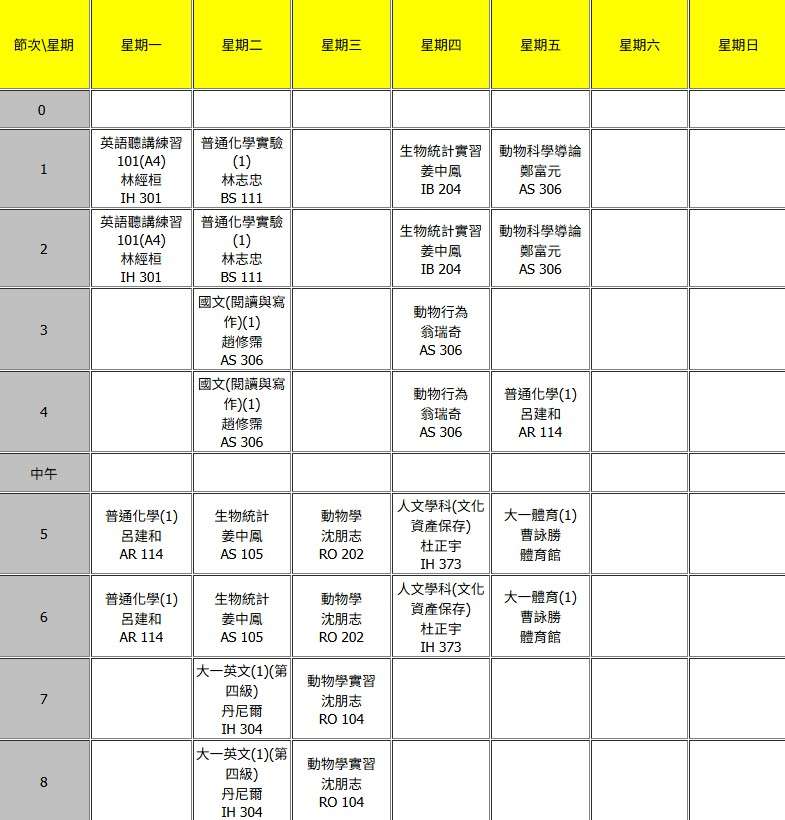 節次\星期 星期一 星期二 星期三 星期四 星期五 星期六 星期日
0
1
英語聽講練習
101(A4)
林經桓
IH 301
普通化學實驗
(1)
林志忠
BS 111
生物統計實習
姜中鳳
IB 204
動物科學導論
鄭富元
AS 306
2
英語聽講練習
101(A4)
林經桓
IH 301
普通化學實驗
(1)
林志忠
BS 111
生物統計實習
姜中鳳
IB 204
動物科學導論
鄭富元
AS 306
3
國文(閱讀與寫
作)(1)
趙修霈
AS 306
動物行為
翁瑞奇
AS 306
4
國文(閱讀與寫
作)(1)
趙修霈
AS 306
動物行為
翁瑞奇
AS 306
普通化學(1)
呂建和
AR 114
中午
5
普通化學(1)
呂建和
AR 114
生物統計
姜中鳳
AS 105
動物學
沈朋志
RO 202
人文學科(文化
資產保存)
杜正宇
IH 373
大一體育(1)
曹詠勝
體育館
6
普通化學(1)
呂建和
AR 114
生物統計
姜中鳳
AS 105
動物學
沈朋志
RO 202
人文學科(文化
資產保存)
杜正宇
IH 373
大一體育(1)
曹詠勝
體育館
7
大一英文(1)(第
四級)
丹尼爾
IH 304
動物學實習
沈朋志
RO 104
8
大一英文(1)(第
四級)
丹尼爾
IH 304
動物學實習
沈朋志
RO 104